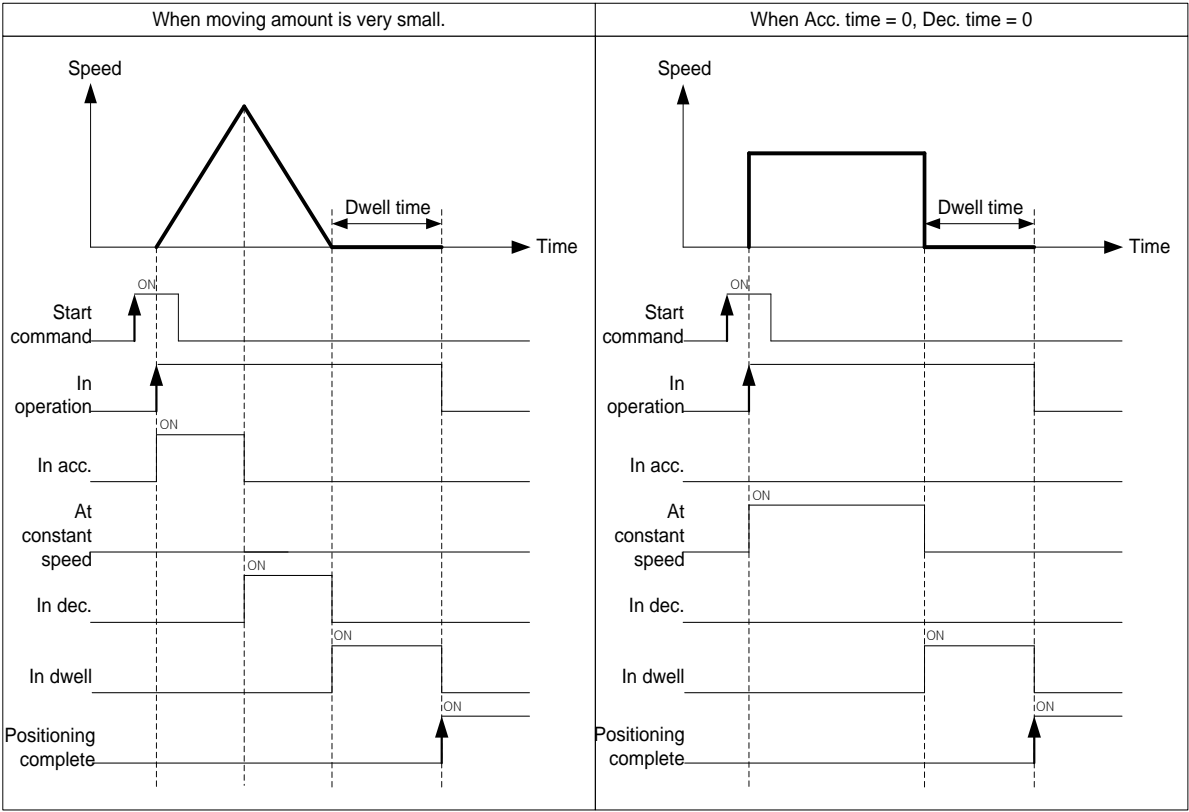 When moving amount is very small.
When Acc. time = 0, Dec. time = 0
Speed
Dwell time
Time
ON
Start
command
In
operation
ON
In acc.
At
constant
speed
ON
In dec.
ON
In dwell
ON
Positioning
complete
Speed
Dwell time
Time
ON
Start
command
In
operation
In acc.
ON
At
constant
speed
In dec.
ON
In dwell
ON
Positioning
complete